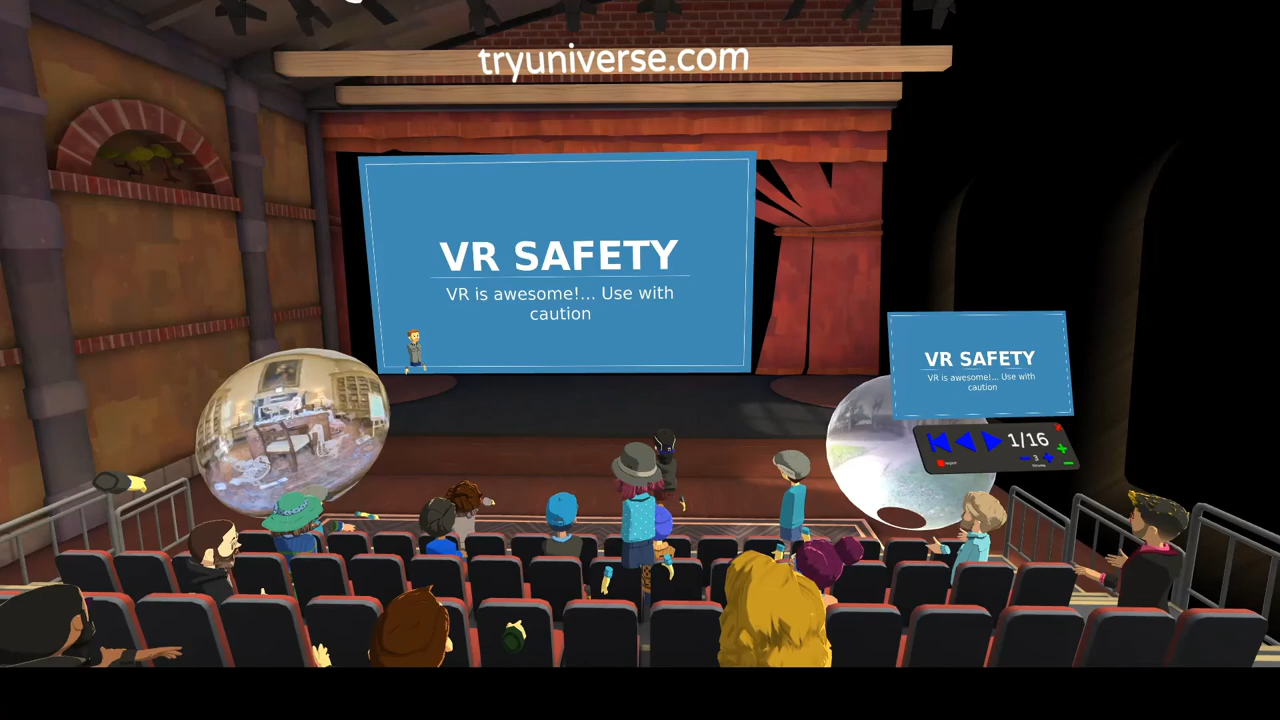 tryuniverse.com
VR SAFETY
VR is awesome!... Use with
caution
VR SAFETY
VR is awesome!... Use with
caution
1/16
3